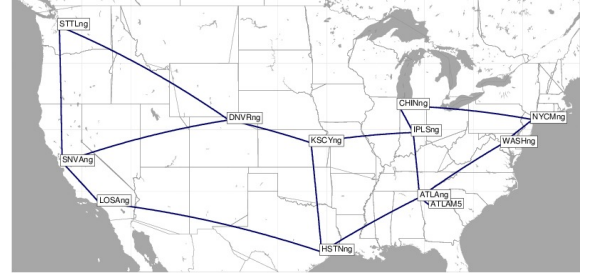 STTLng
CHINng
DNVRng
NYCMng
IPLSng
KSCYng
WASHng
SNVAng
ATLAng
LOSAng
ATLAM5
HSTNng